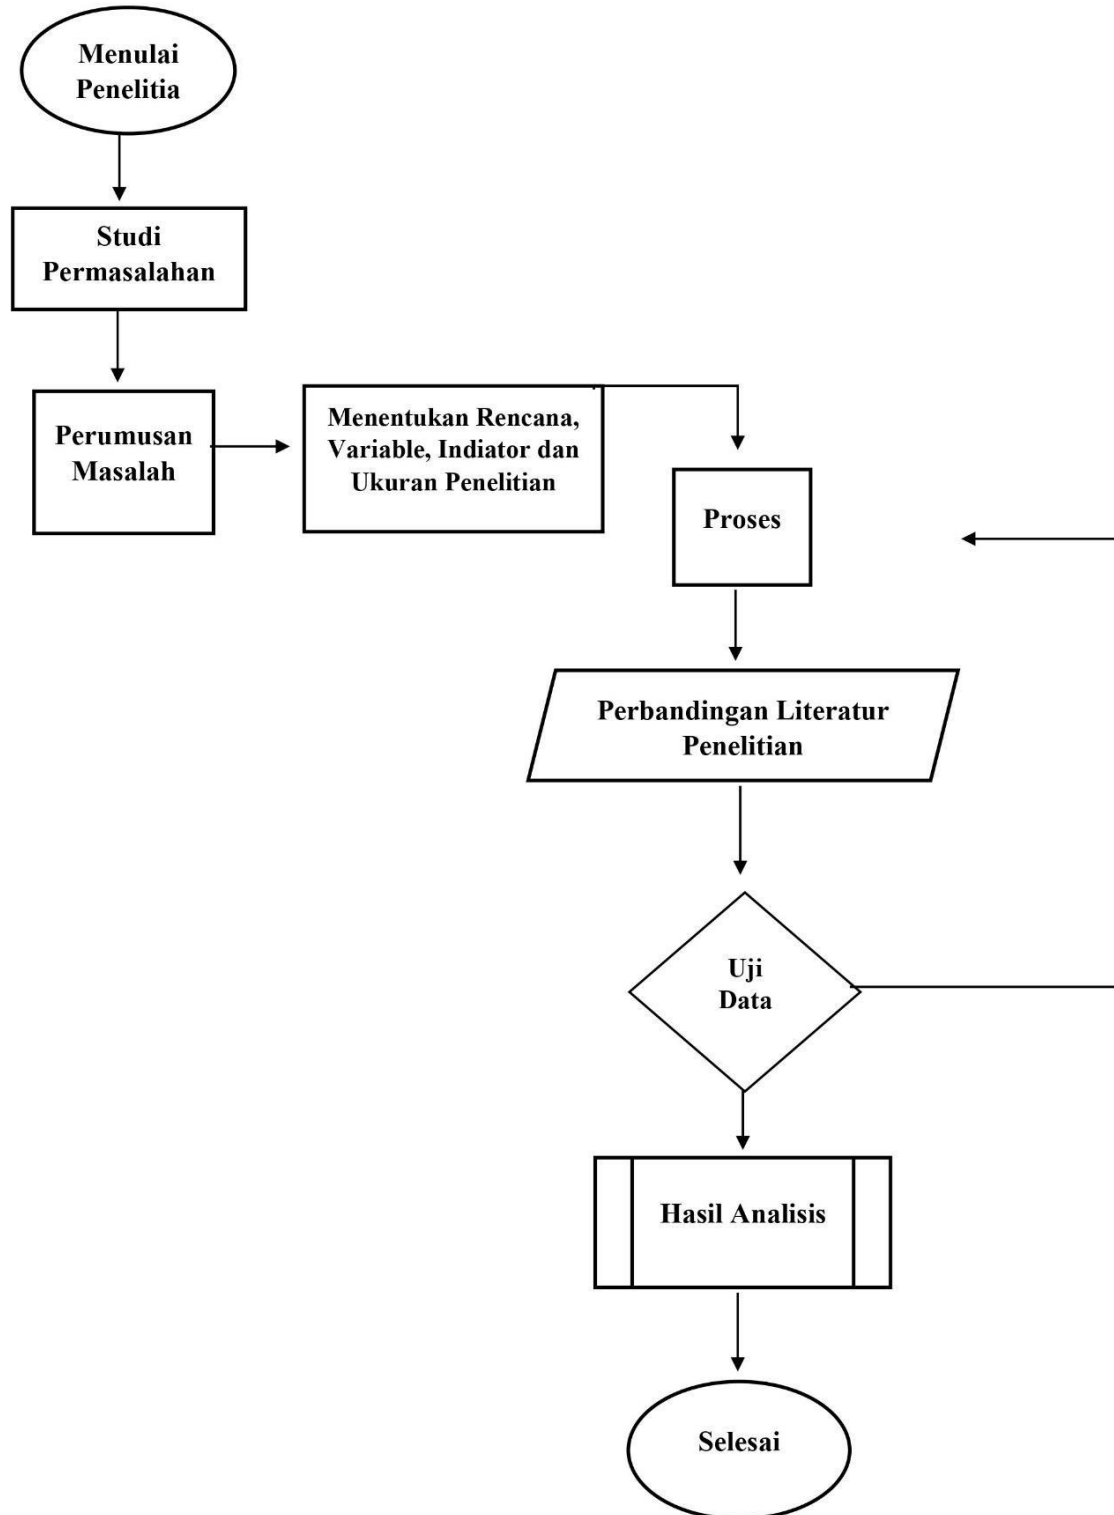 Menulai
Penelitia
Studi
Permasalahan
Perumusan
Masalah
Menentukan Rencana,
Variable, Indiator dan
Ukuran Penelitian
Proses
Perbandingan Literatur
Penelitian
Uji
Data
Hasil Analisis
Selesai